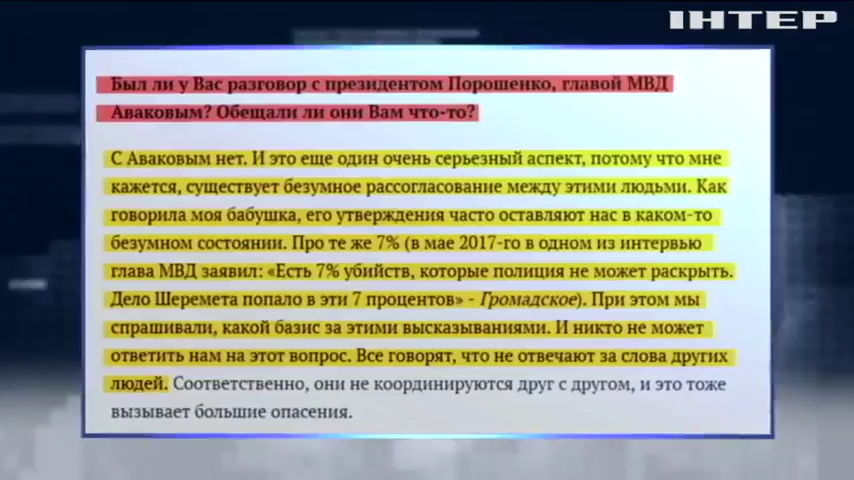 ІНТЕР
Был ли у Вас разговор с президентом Порошенко, главой МВД
Аваковым? Обещали ли они Вам что-то?
С Аваковым нет. И это еще один очень серьезный аспект, потому что мне
кажется, существует безумное рассогласование между этими людьми. Как
говорила моя бабушка, его утверждения часто оставляют нас в каком-то
безумном состоянии. Про те же 7% (в мае 2017-го в одном из интервью
глава МВД заявил: «Есть 7% убийств, которые полиция не может раскрыть.
Дело Шеремета попало в эти 7 процентов» - Громадское). При этом мы
спрашивали, какой базис за этими высказываниями. И никто не может
ответить нам на этот вопрос. Все говорят, что не отвечают за слова других
людей. Соответственно, они не координируются друг с другом, и это тоже
вызывает большие опасения.